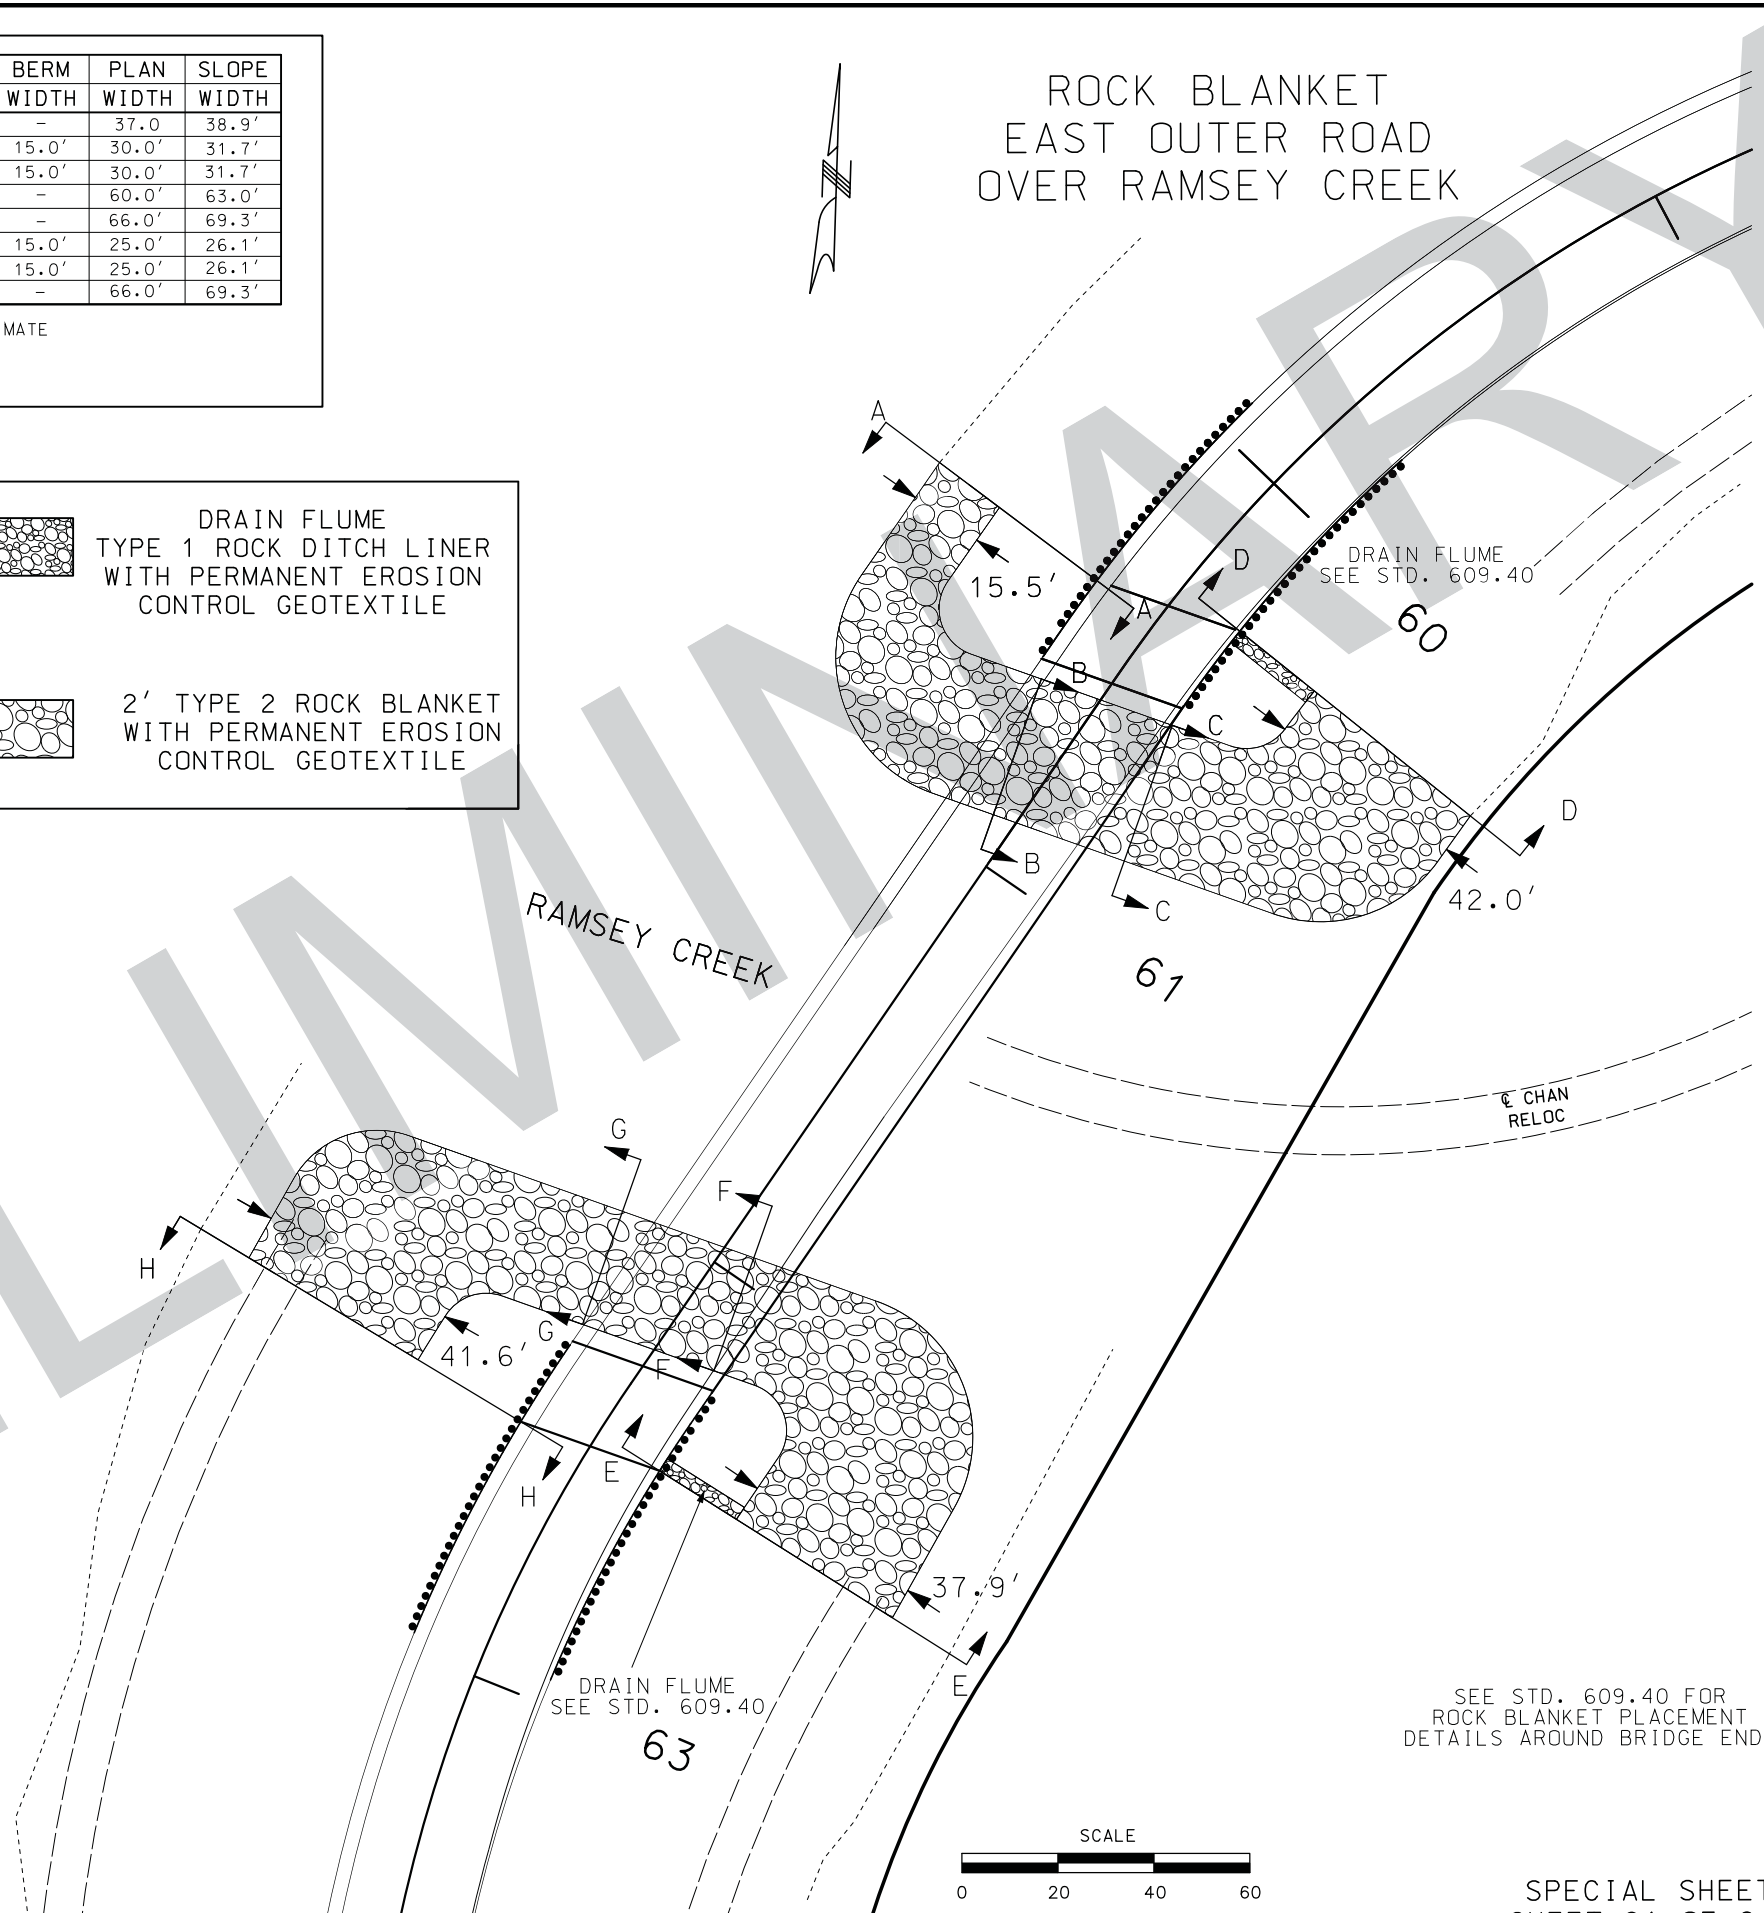 BERM PLAN SLOPE
WIDTH WIDTH WIDTH
- 37.0 38.9'
15.0' 30.0' 31.7'
15.0' 30.0' 31.7'
- 60.0' 63.0'
- 66.0' 69.3'
15.0' 25.0' 26.1'
15.0' 25.0' 26.1'
- 66.0' 69.3'
MATE
ROCK BLANKET
EAST OUTER ROAD
OVER RAMSEY CREEK
N
DRAIN FLUME
TYPE 1 ROCK DITCH LINER
WITH PERMANENT EROSION
CONTROL GEOTEXTILE
2' TYPE 2 ROCK BLANKET
WITH PERMANENT EROSION
CONTROL GEOTEXTILE
LIMINARY
A
15.5'
A
D
DRAIN FLUME
SEE STD. 609.40
60
B
C
D
B
C
42.0'
RAMSEY CREEK
61
℄ CHAN
RELOC
G
F
H
G
41.6'
F
E
H
37.9'
E
DRAIN FLUME
SEE STD. 609.40
63
SEE STD. 609.40 FOR
ROCK BLANKET PLACEMENT
DETAILS AROUND BRIDGE END
SCALE
0 20 40 60
SPECIAL SHEET